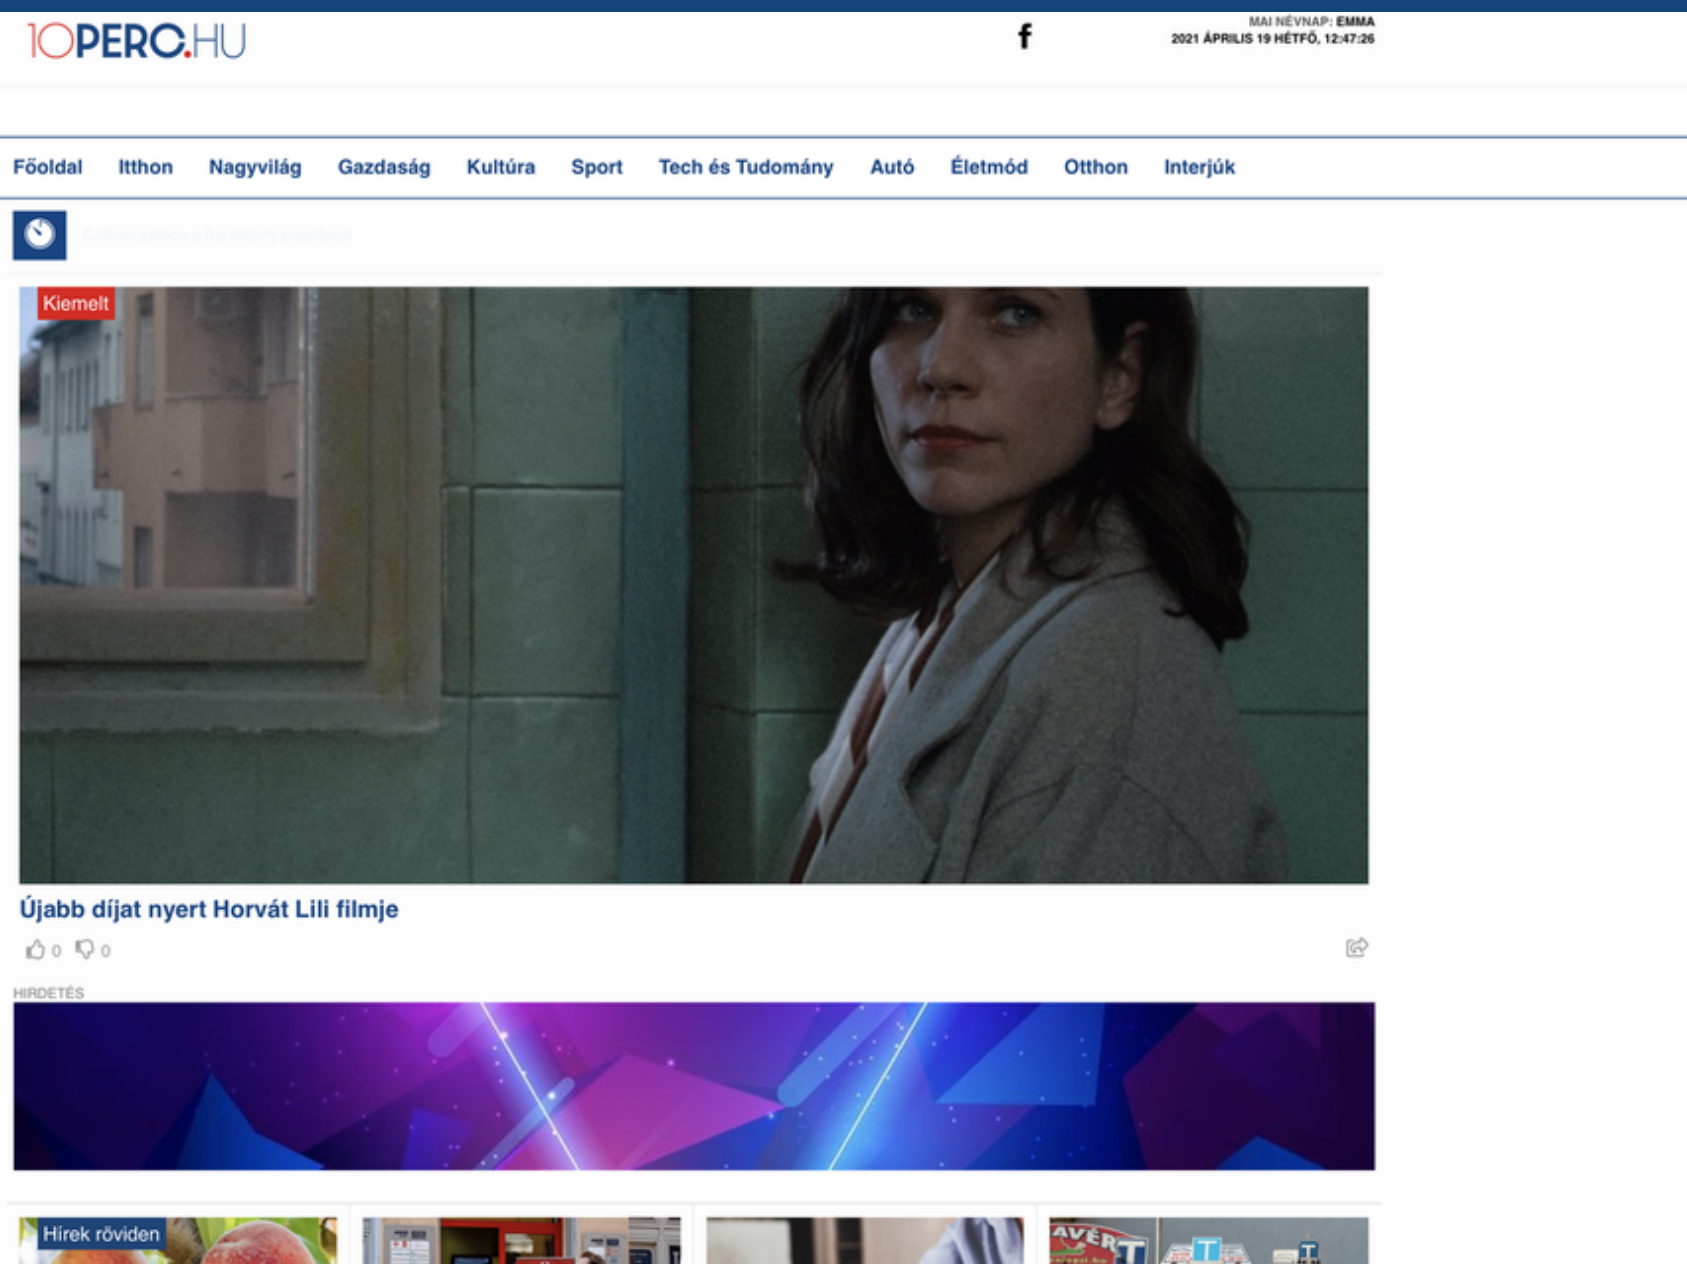 10PERC.HU
MAI NÉVNAP: EMMA
2021 ÁPRILIS 19 HÉTFŐ, 12:47:26
Főoldal Itthon Nagyvilág Gazdaság Kultúra Sport Tech és Tudomány Autó Életmód Otthon Interjúk
Kiemelt
Újabb díjat nyert Horvát Lili filmje
0 0
HIRDETÉS
Hírek röviden
AVÉR
T
T
T